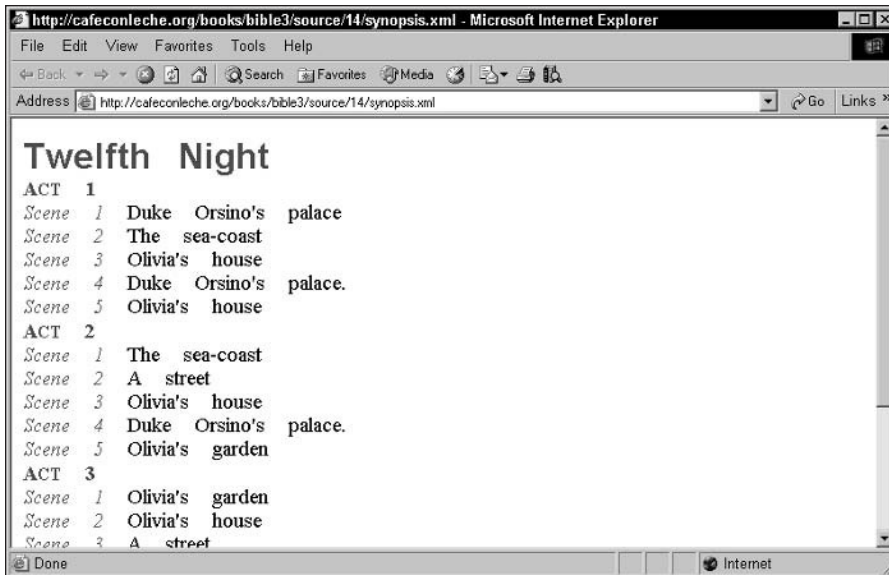 http://cafeconleche.org/books/bible3/source/14/synopsis.xml - Microsoft Internet Explorer
File Edit View Favorites Tools Help
Back Search Favorites Media
Address http://cafeconleche.org/books/bible3/source/14/synopsis.xml Go Links »
Twelfth Night
ACT 1
Scene 1 Duke Orsino's palace
Scene 2 The sea-coast
Scene 3 Olivia's house
Scene 4 Duke Orsino's palace.
Scene 5 Olivia's house
ACT 2
Scene 1 The sea-coast
Scene 2 A street
Scene 3 Olivia's house
Scene 4 Duke Orsino's palace.
Scene 5 Olivia's garden
ACT 3
Scene 1 Olivia's garden
Scene 2 Olivia's house
Scene 3 A street
Done Internet